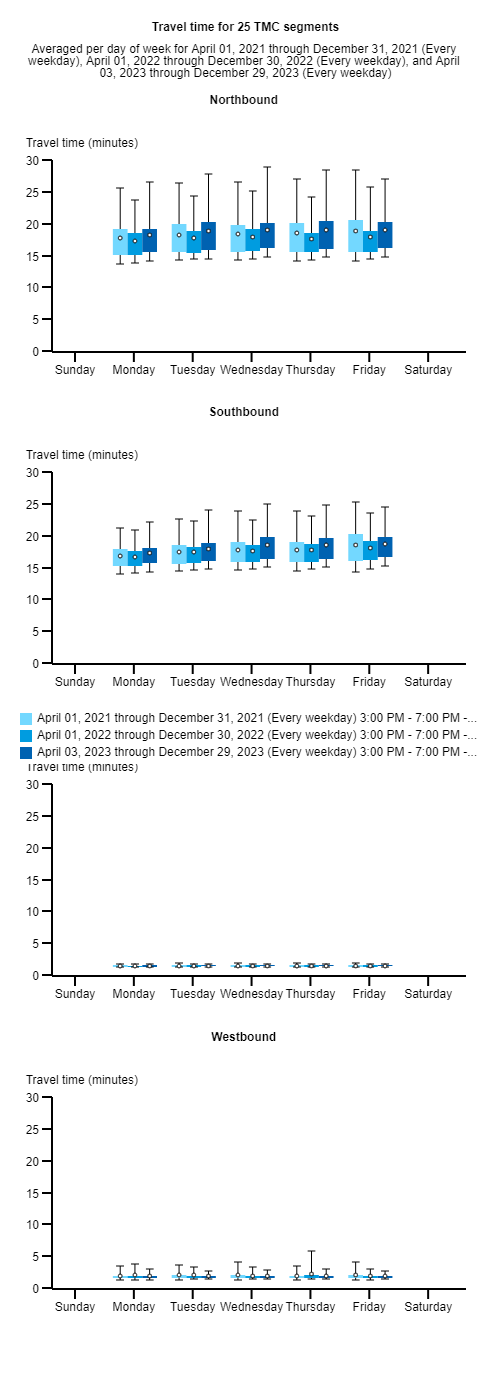 Travel time for 25 TMC segments
Averaged per day of week for April 01, 2021 through December 31, 2021 (Every
weekday), April 01, 2022 through December 30, 2022 (Every weekday), and April
03, 2023 through December 29, 2023 (Every weekday)
Northbound
Travel time (minutes)
30
25
20
15
10
5
0
Sunday Monday Tuesday Wednesday Thursday Friday Saturday
Southbound
Travel time (minutes)
30
25
20
15
10
5
0
Sunday Monday Tuesday Wednesday Thursday Friday Saturday
April 01, 2021 through December 31, 2021 (Every weekday) 3:00 PM - 7:00 PM -...
April 01, 2022 through December 30, 2022 (Every weekday) 3:00 PM - 7:00 PM -...
April 03, 2023 through December 29, 2023 (Every weekday) 3:00 PM - 7:00 PM -...
Travel time (minutes)
30
25
20
15
10
5
0
Sunday Monday Tuesday Wednesday Thursday Friday Saturday
Westbound
Travel time (minutes)
30
25
20
15
10
5
0
Sunday Monday Tuesday Wednesday Thursday Friday Saturday